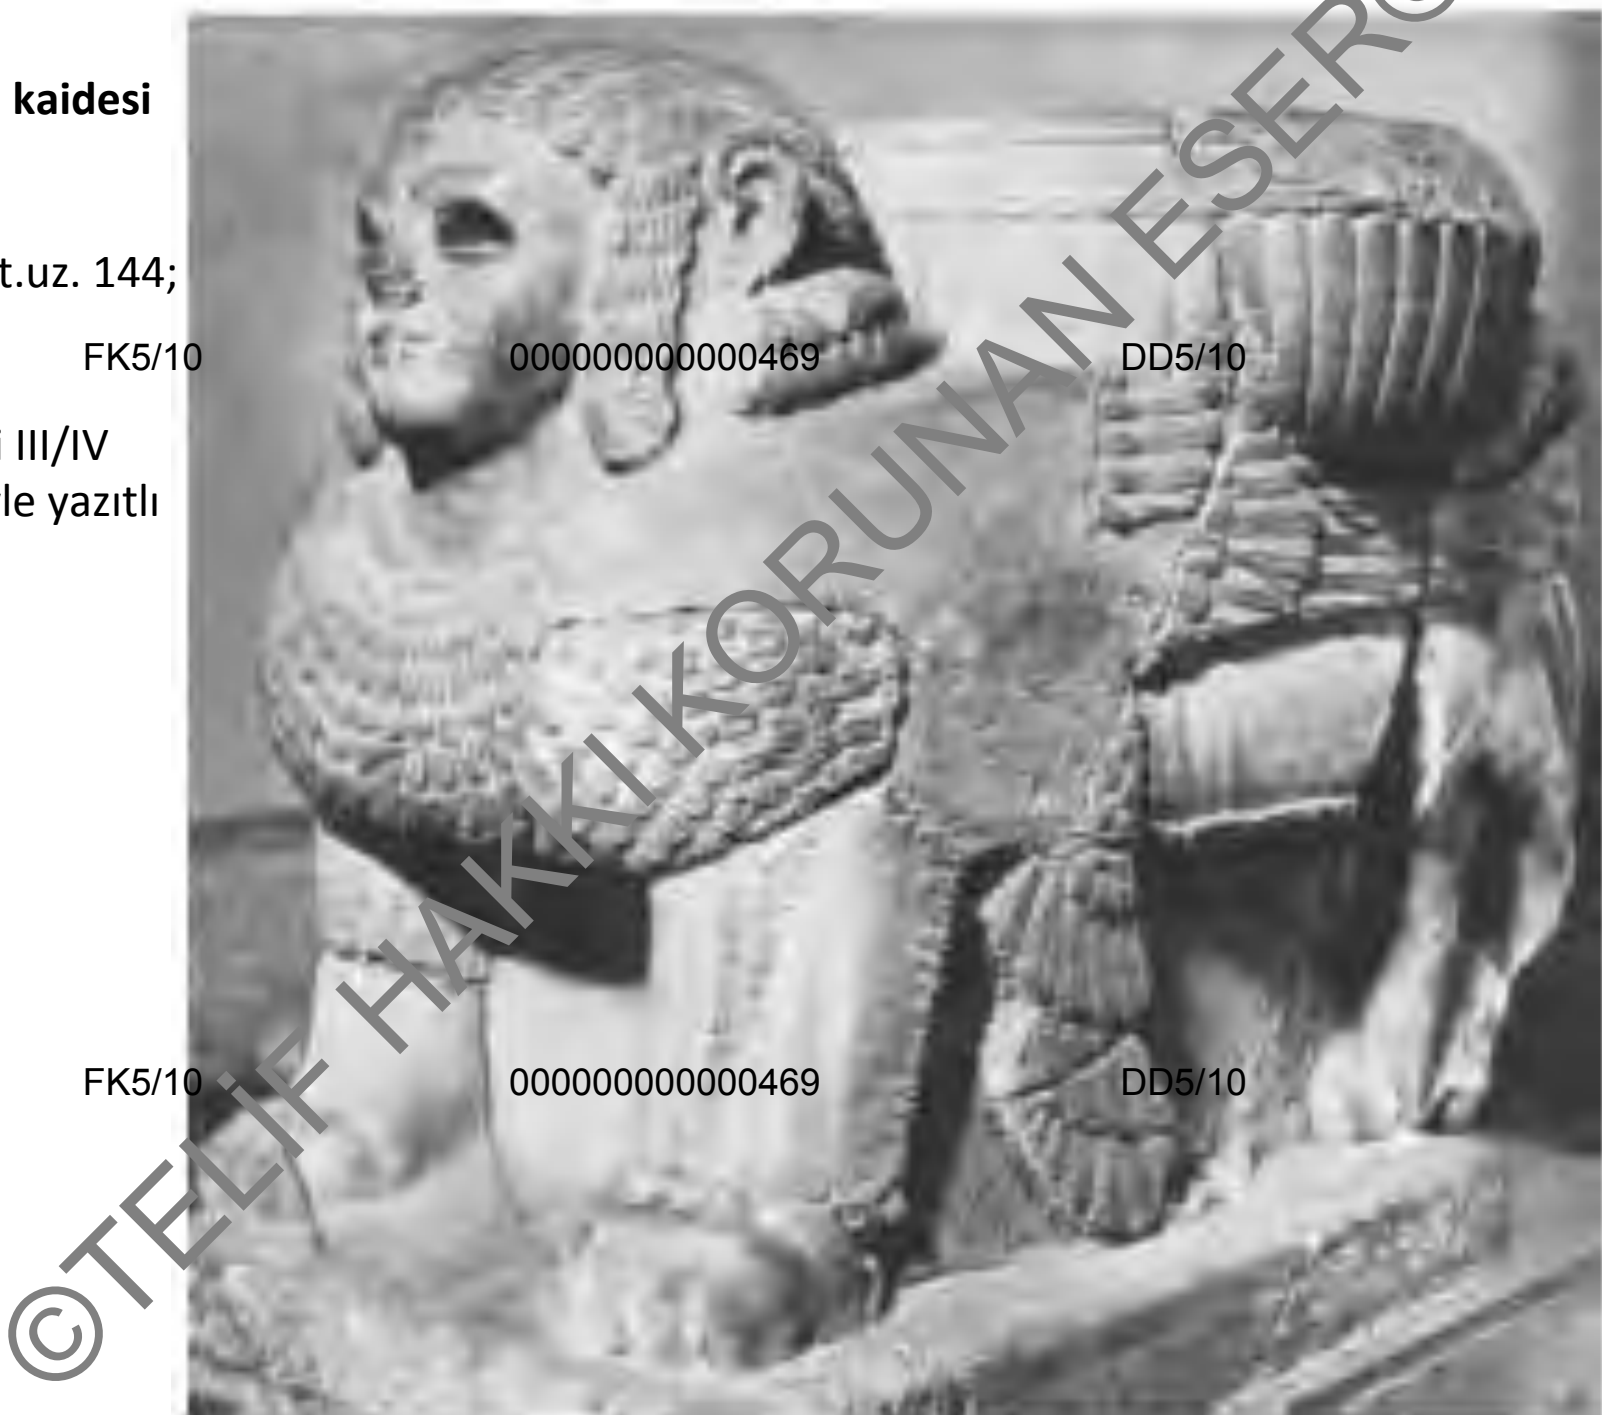 kaidesi
t.uz. 144;
FK5/10 000000000000469 DD5/10
i III/IV
le yazıtlı
FK5/10 000000000000469 DD5/10
©TELİF HAKKI KORUNAN ESER©